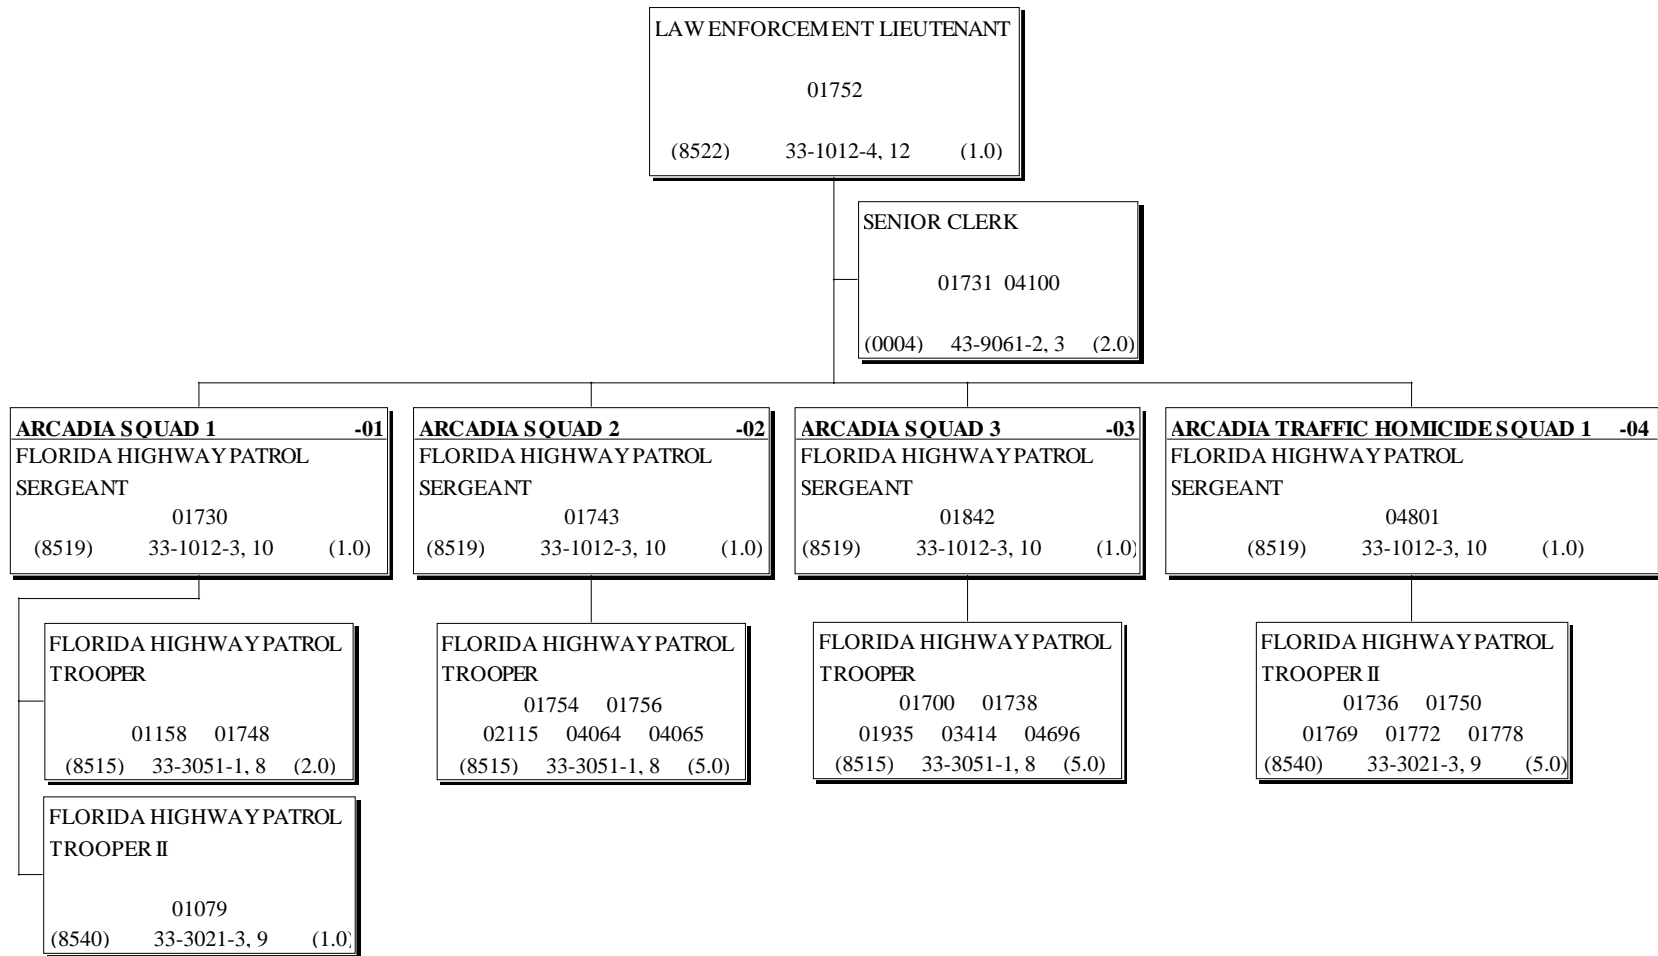 LAW ENFORCEMENT LIEUTENANT
01752
(8522) 33-1012-4, 12 (1.0)
SENIOR CLERK
01731 04100
(0004) 43-9061-2, 3 (2.0)
ARCADIA SQUAD 1 -01
FLORIDA HIGHWAY PATROL
SERGEANT
01730
(8519) 33-1012-3, 10 (1.0)
ARCADIA SQUAD 2 -02
FLORIDA HIGHWAY PATROL
SERGEANT
01743
(8519) 33-1012-3, 10 (1.0)
ARCADIA SQUAD 3 -03
FLORIDA HIGHWAY PATROL
SERGEANT
01842
(8519) 33-1012-3, 10 (1.0)
ARCADIA TRAFFIC HOMICIDE SQUAD 1 -04
FLORIDA HIGHWAY PATROL
SERGEANT
04801
(8519) 33-1012-3, 10 (1.0)
FLORIDA HIGHWAY PATROL
TROOPER
01158 01748
(8515) 33-3051-1, 8 (2.0)
FLORIDA HIGHWAY PATROL
TROOPER II
01079
(8540) 33-3021-3, 9 (1.0)
FLORIDA HIGHWAY PATROL
TROOPER
01754 01756
02115 04064 04065
(8515) 33-3051-1, 8 (5.0)
FLORIDA HIGHWAY PATROL
TROOPER
01700 01738
01935 03414 04696
(8515) 33-3051-1, 8 (5.0)
FLORIDA HIGHWAY PATROL
TROOPER II
01736 01750
01769 01772 01778
(8540) 33-3021-3, 9 (5.0)